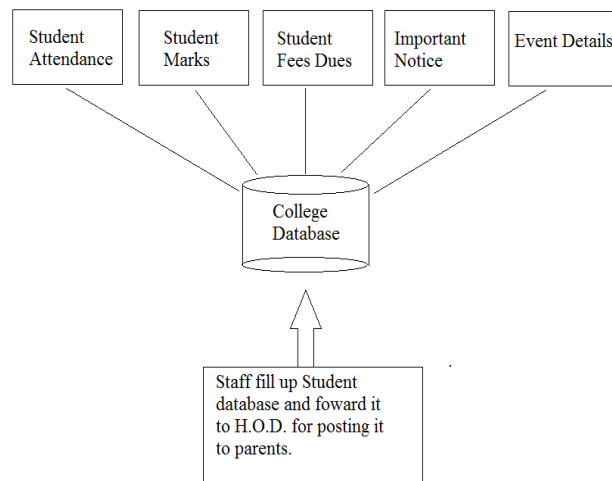 Student
Attendance
Student
Marks
Student
Fees Dues
Important
Notice
Event Details
College
Database
Staff fill up Student
database and foward it
to H.O.D. for posting it
to parents.